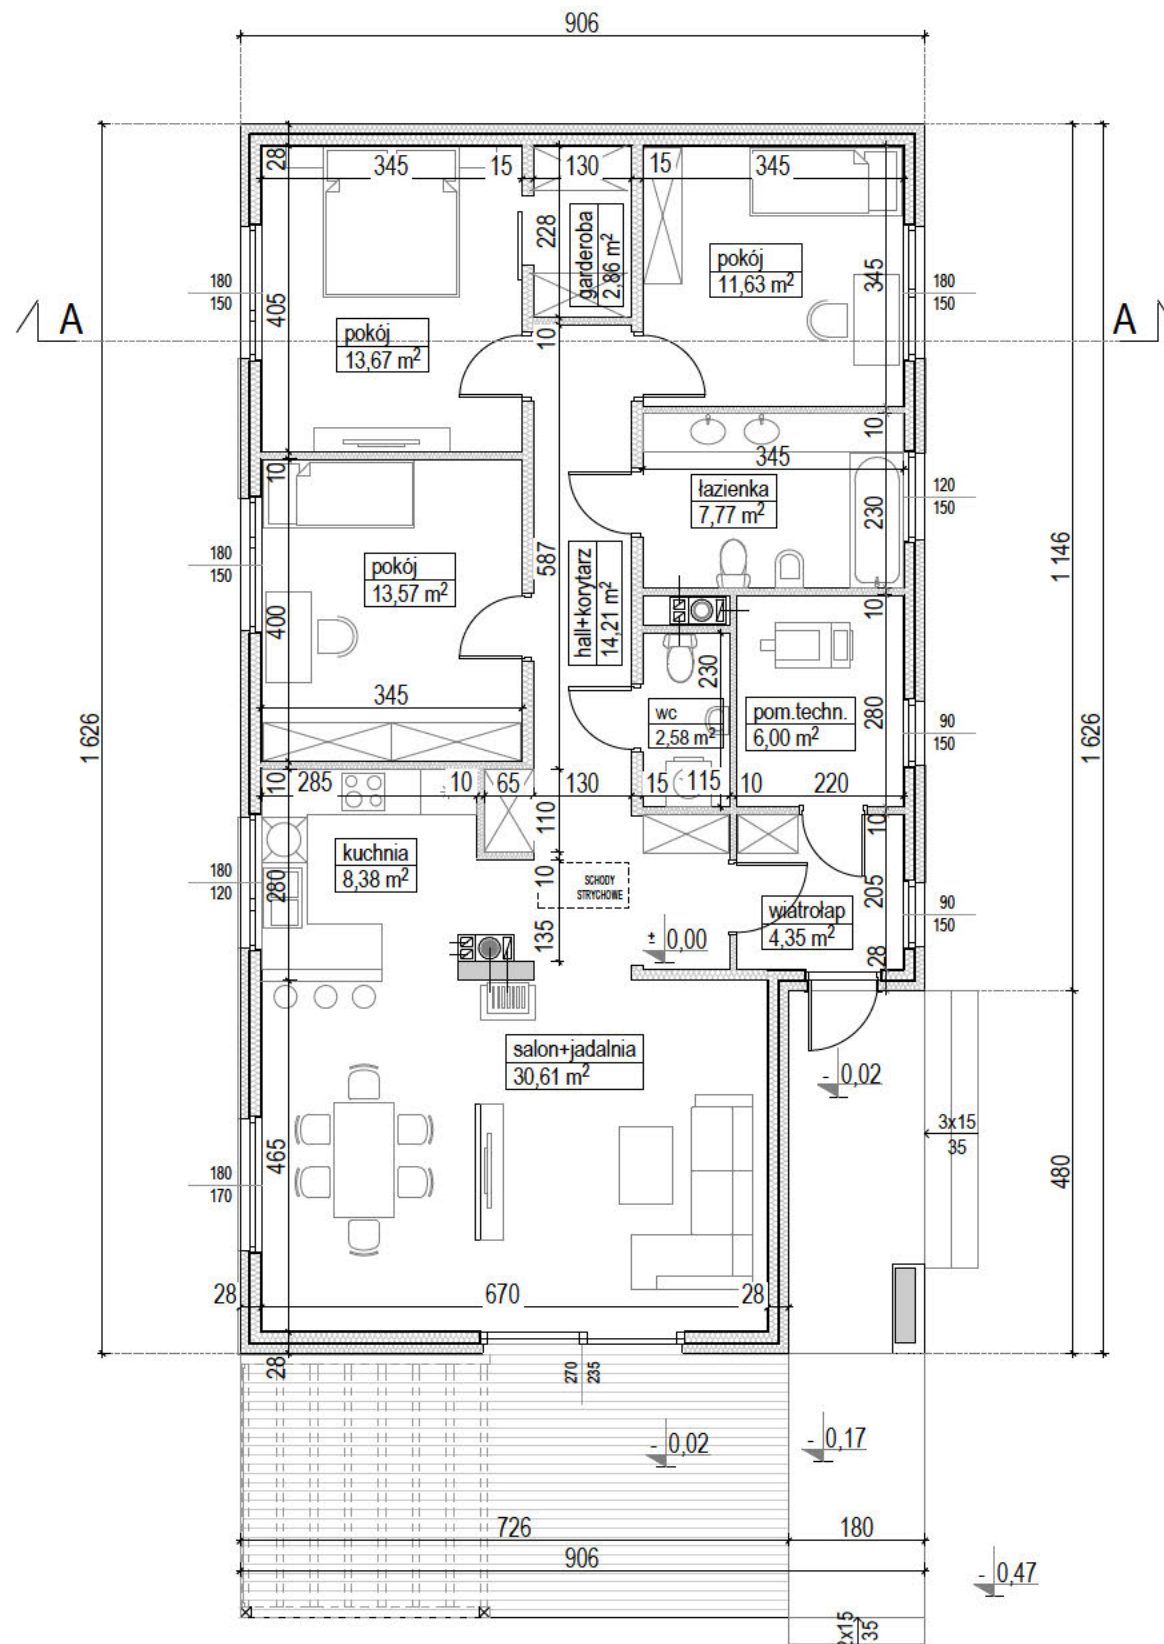 906
28
345
15
130
15
345
228
garderoba
2,86 m²
pokój
11,63 m²
345
180
150
180
150
A
A
405
pokój
13,67 m²
10
10
345
10
łazienka
7,77 m²
230
120
150
587
1 146
180
150
pokój
13,57 m²
hall+korytarz
14,21 m²
10
400
230
345
wc
2,58 m²
pom.techn.
6,00 m²
280
90
150
1 626
1 626
10
285
10
65
130
15
115
10
220
110
10
kuchnia
8,38 m²
180
120
280
10
SCHODY
STRYCHOWE
205
wiatrołap
4,35 m²
90
150
135
± 0,00
28
salon+jadalnia
30,61 m²
- 0,02
3x15
35
465
180
170
480
28
670
28
28
270
235
- 0,02
- 0,17
726
180
906
- 0,47
2x15
35